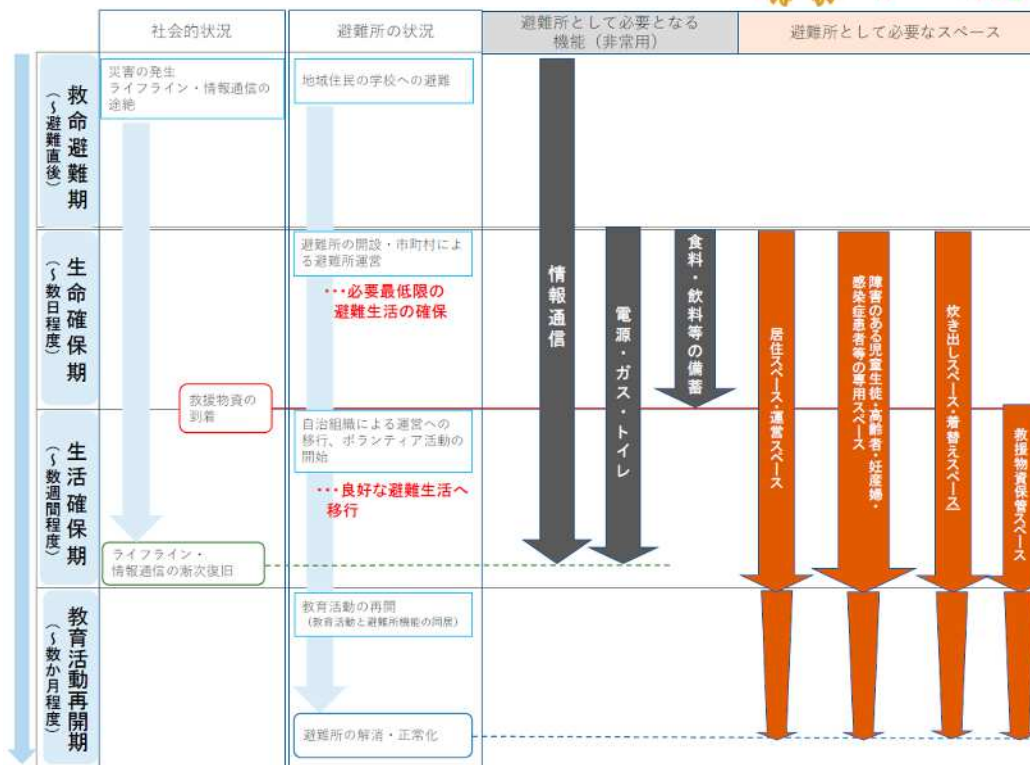 社会的状況
避難所の状況
避難所として必要となる
機能（非常用）
避難所として必要なスペース
救命避難期
（～避難直後）
災害の発生
ライフライン・情報通信の
途絶
地域住民の学校への避難
生命確保期
（～数日程度）
避難所の開設・市町村によ
る避難所運営
・・・必要最低限の
避難生活の確保
救援物資の
到着
生活確保期
（～数週間程度）
自治組織による運営への
移行、ボランティア活動の
開始
・・・良好な避難生活へ
移行
ライフライン・
情報通信の漸次復旧
教育活動再開期
（～数か月程度）
教育活動の再開
（教育活動と避難所機能の同居）
避難所の解消・正常化
情報通信
電源・ガス・トイレ
食料・飲料等の備蓄
居住スペース・運営スペース
障害のある児童生徒・高齢者・妊産婦・
感染症患者等の専用スペース
炊き出しスペース・着替えスペース
救援物資保管スペース